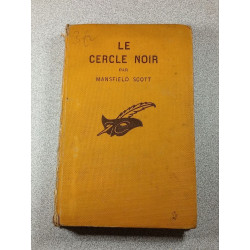 LE
CERCLE NOIR
PAR
MANSFIELD SCOTT